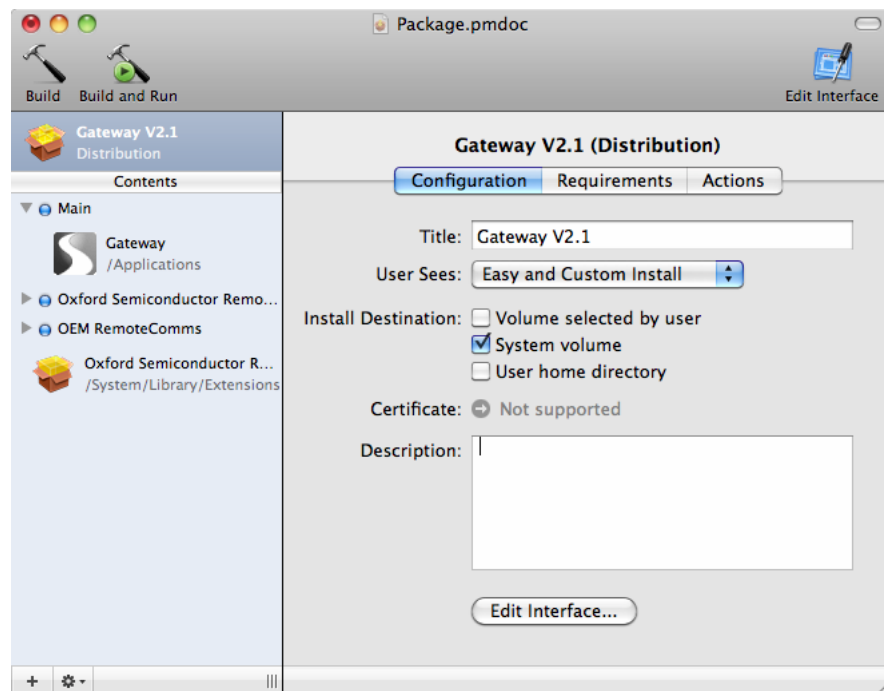 Package.pmdoc
Build Build and Run Edit Interface
Gateway V2.1
Distribution
Contents
Main
Gateway
/Applications
Oxford Semiconductor Remo...
OEM RemoteComms
Oxford Semiconductor R...
/System/Library/Extensions
Gateway V2.1 (Distribution)
Configuration Requirements Actions
Title: Gateway V2.1
User Sees: Easy and Custom Install
Install Destination: Volume selected by user
System volume
User home directory
Certificate: Not supported
Description:
Edit Interface...